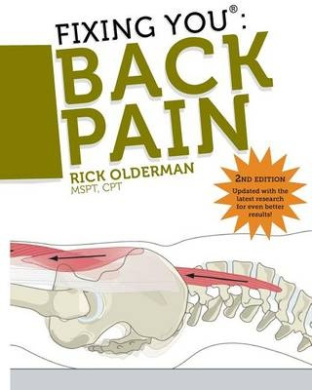 FIXING YOU®:
BACK
PAIN
RICK OLDERMAN
MSPT, CPT
2ND EDITION
Updated with the
latest research
for even better
results!